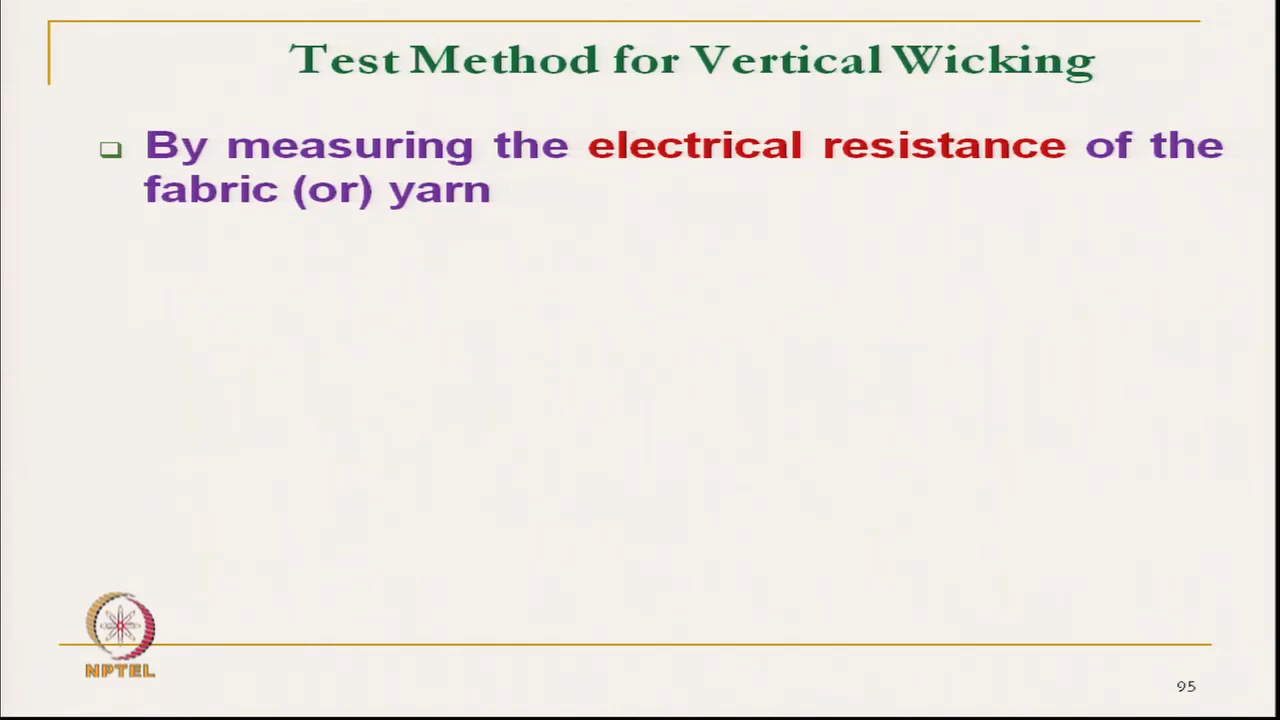 Test Method for Vertical Wicking
By measuring the electrical resistance of the
fabric (or) yarn
NPTEL
95